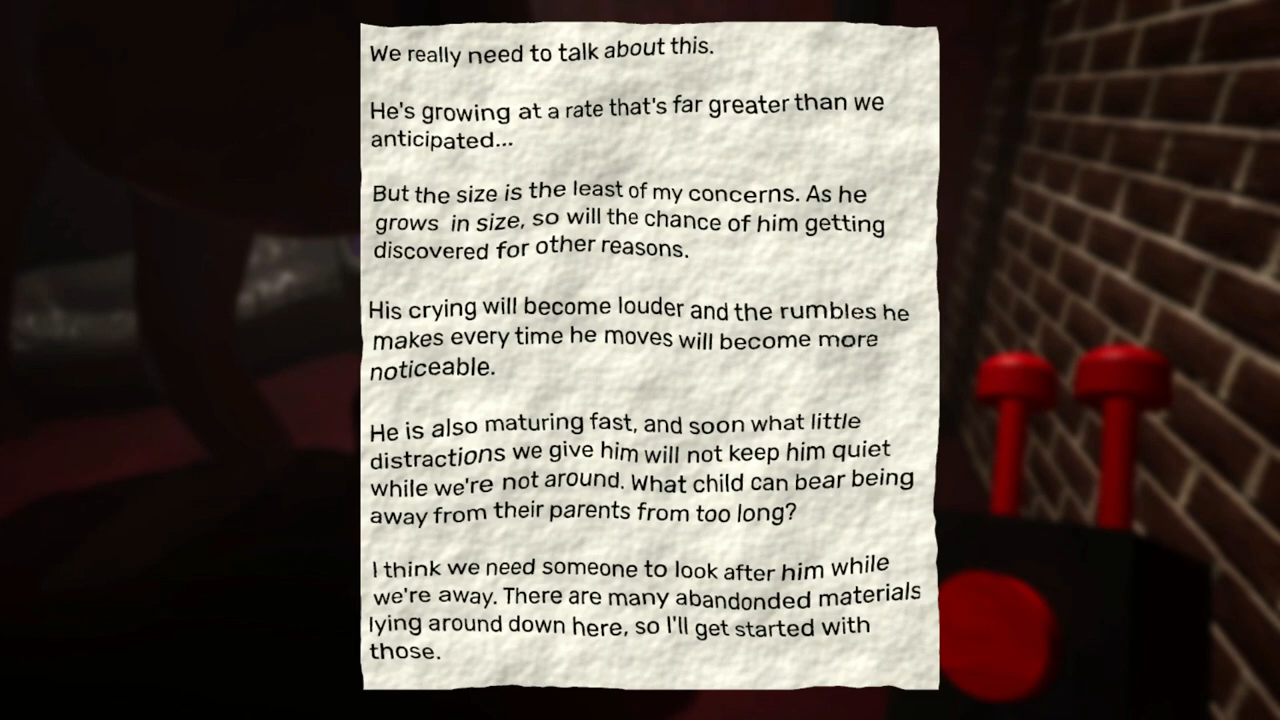 We really need to talk about this.
He's growing at a rate that's far greater than we
anticipated...
But the size is the least of my concerns. As he
grows in size, so will the chance of him getting
discovered for other reasons.
His crying will become louder and the rumbles he
makes every time he moves will become more
noticeable.
He is also maturing fast, and soon what little
distractions we give him will not keep him quiet
while we're not around. What child can bear being
away from their parents from too long?
I think we need someone to look after him while
we're away. There are many abandonded materials
lying around down here, so I'll get started with
those.